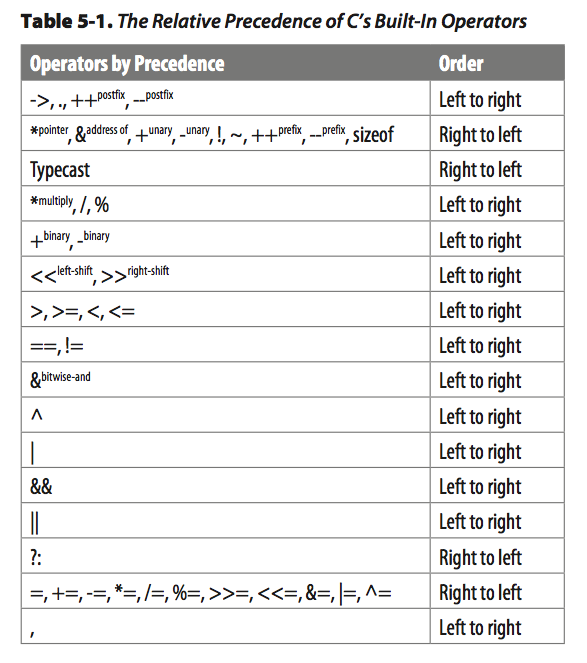 Table 5-1. The Relative Precedence of C's Built-In Operators
Operators by Precedence Order
->, ., ++postfix, --postfix Left to right
*pointer, &address of, +unary, -unary, !, ~, ++prefix, --prefix, sizeof Right to left
Typecast Right to left
*multiply, /, % Left to right
+binary, -binary Left to right
<<left-shift, >>right-shift Left to right
>, >=, <, <= Left to right
==, != Left to right
&bitwise-and Left to right
^ Left to right
| Left to right
&& Left to right
|| Left to right
?: Right to left
=, +=, -=, *=, /=, %=, >>=, <<=, &=, |=, ^= Right to left
, Left to right